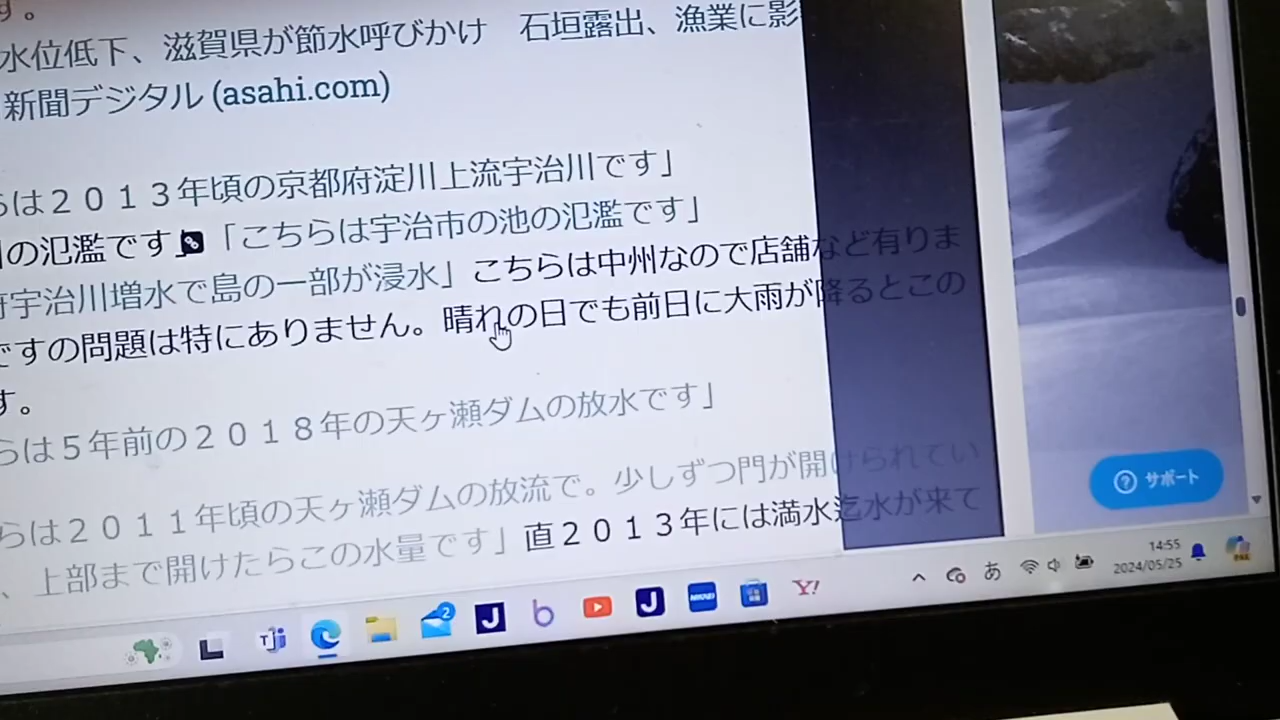 す。
水位低下、滋賀県が節水呼びかけ 石垣露出、漁業に影
新聞デジタル (asahi.com)
らは２０１３年頃の京都府淀川上流宇治川です」
の氾濫です」「こちらは宇治市の池の氾濫です」
府宇治川増水で島の一部が浸水」こちらは中州なので店舗など有りま
ですの問題は特にありません。晴れの日でも前日に大雨が降るとこの
す。
らは５年前の２０１８年の天ヶ瀬ダムの放水です」
らは２０１１年頃の天ヶ瀬ダムの放流で。少しずつ門が開けられてい
、上部まで開けたらこの水量です」直２０１３年には満水迄水が来て
サポート
あ
14:55
2024/05/25
2
J
b
J
Y!